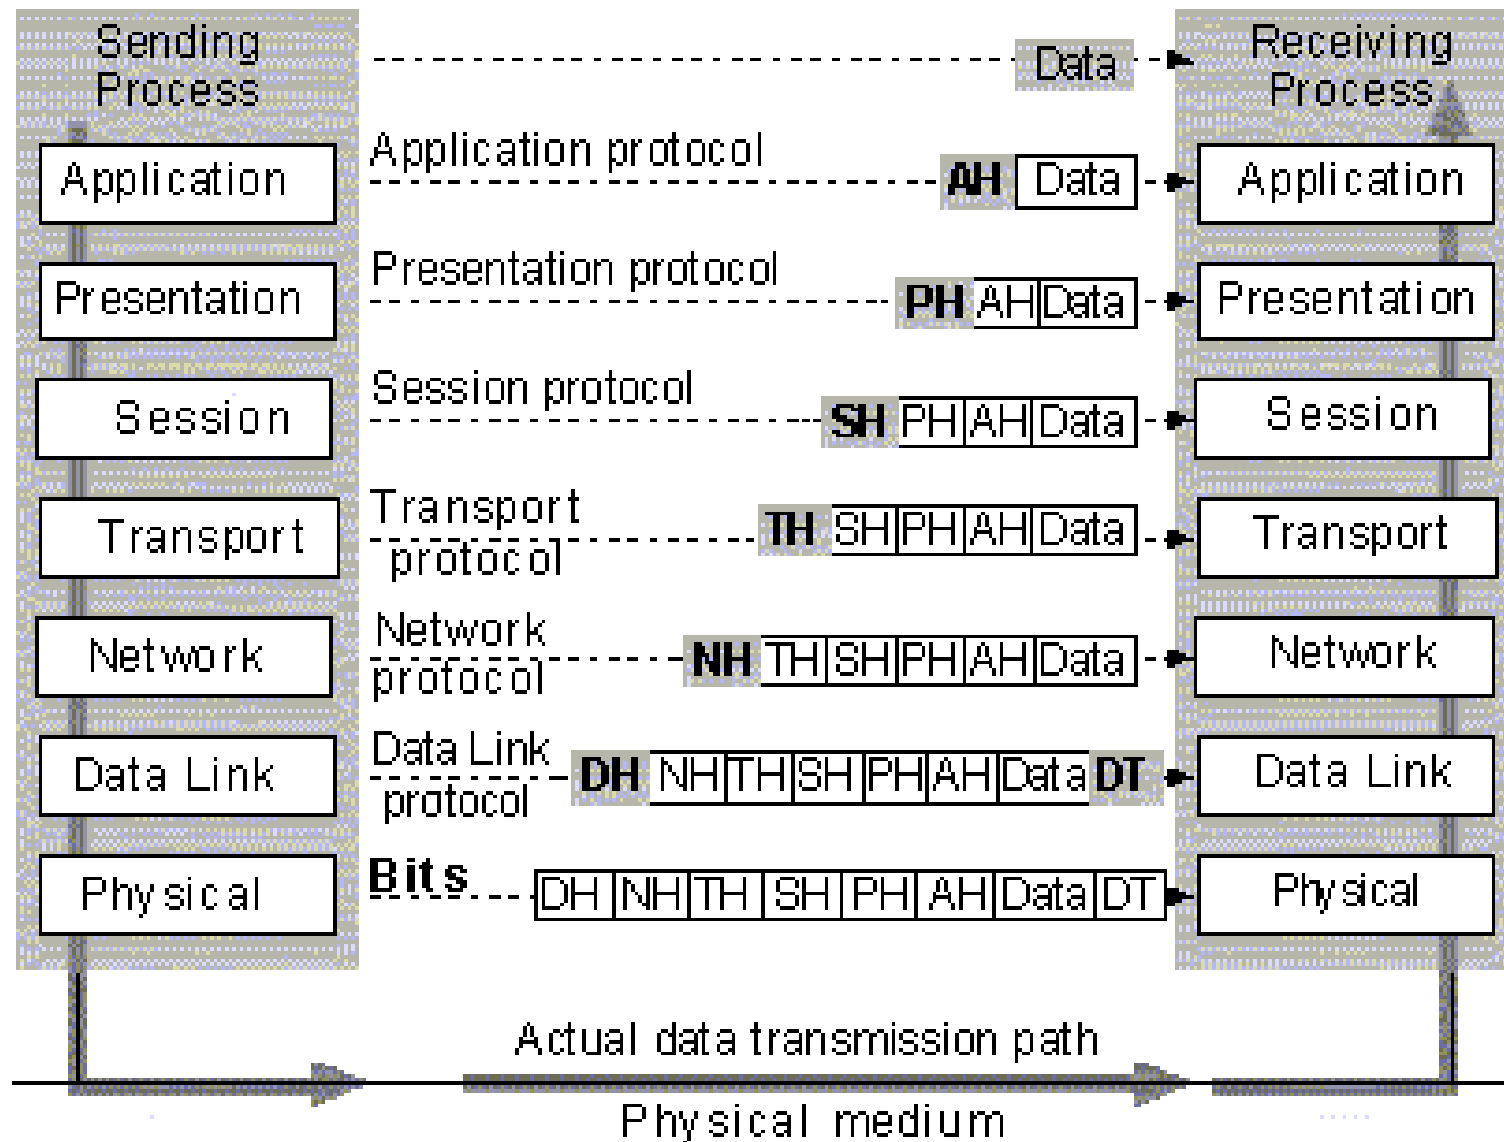 Sending
Process
Data
Receiving
Process
Application
Application protocol
AH Data
Application
Presentation
Presentation protocol
PH AH Data
Presentation
Session
Session protocol
SH PH AH Data
Session
Transport
Transport
protocol
TH SH PH AH Data
Transport
Network
Network
protocol
NH TH SH PH AH Data
Network
Data Link
Data Link
protocol
DH NH TH SH PH AH Data DT
Data Link
Physical
Bits
DH NH TH SH PH AH Data DT
Physical
Actual data transmission path
Physical medium